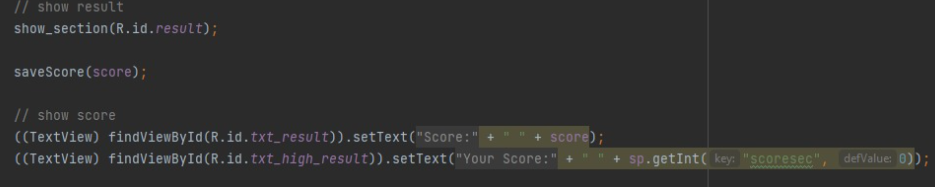 // show result
show_section(R.id.result);
saveScore(score);
// show score
((TextView) findViewById(R.id.txt_result)).setText("Score:" + " " + score);
((TextView) findViewById(R.id.txt_high_result)).setText("Your Score:" + " " + sp.getInt( key: "scoresec", defValue: 0));